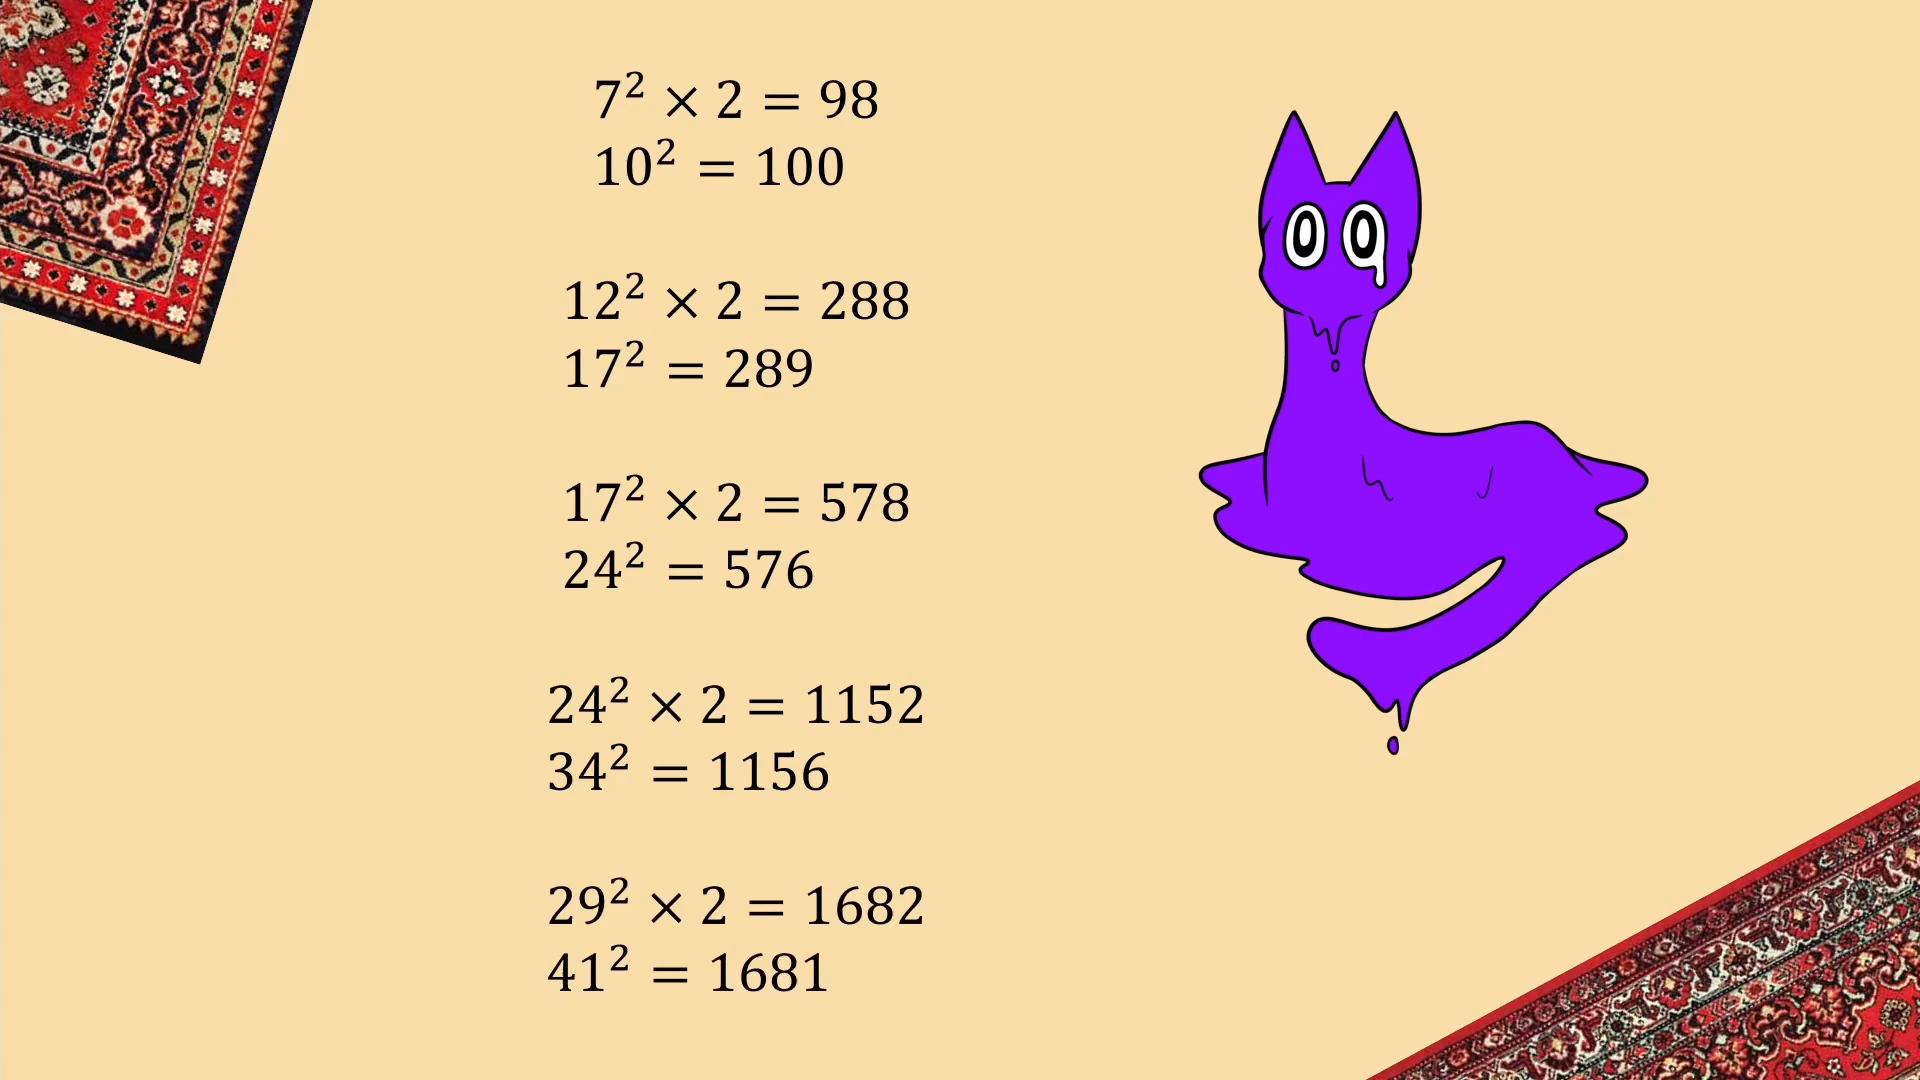 7² × 2 = 98
10² = 100
12² × 2 = 288
17² = 289
17² × 2 = 578
24² = 576
24² × 2 = 1152
34² = 1156
29² × 2 = 1682
41² = 1681